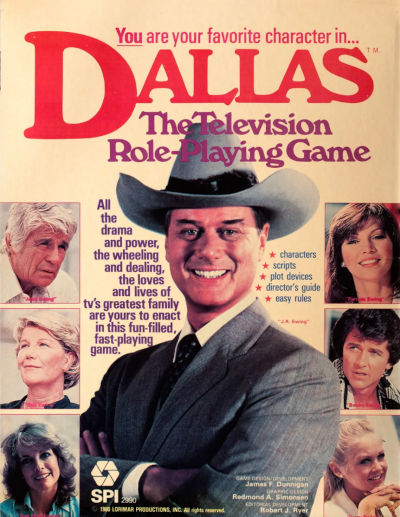 You are your favorite character in...
DALLAS
T.M.
The Television
Role-Playing Game
All
the
drama
and power,
the wheeling
and dealing,
the loves
and lives of
tv's greatest family
are yours to enact
in this fun-filled,
fast-playing
game.
★ characters
★ scripts
★ plot devices
★ director's guide
★ easy rules
"J.R. Ewing"
Ewing"
Ewing"
SPI 2990
© 1980 LORIMAR PRODUCTIONS, INC. All rights reserved.
GAME DESIGN/DEVELOPMENT
James F. Dunnigan
GRAPHIC DESIGN
Redmond A. Simonsen
EDITORIAL DEVELOPMENT
Robert J. Ryer